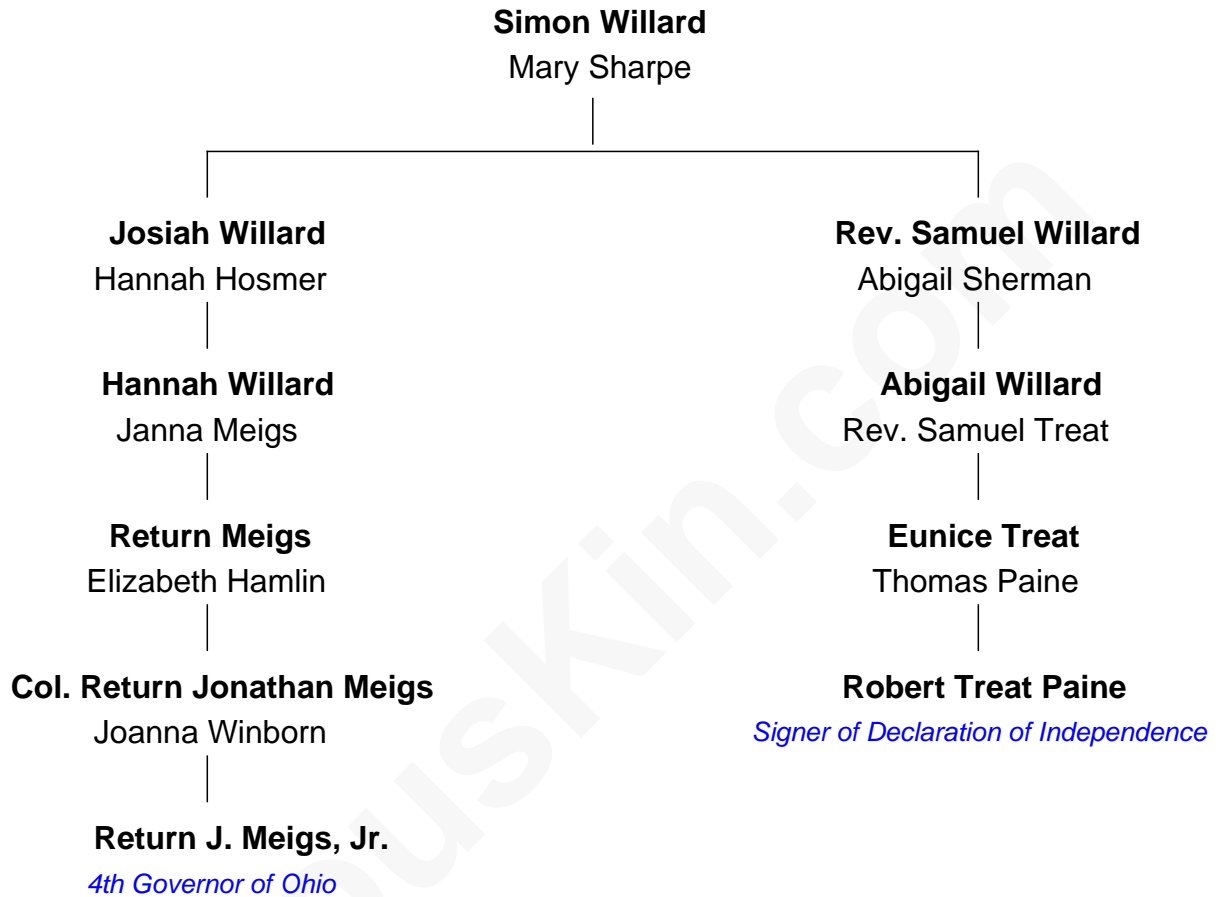 Simon Willard
Mary Sharpe
Josiah Willard
Hannah Hosmer
Rev. Samuel Willard
Abigail Sherman
Hannah Willard
Janna Meigs
Abigail Willard
Rev. Samuel Treat
Return Meigs
Elizabeth Hamlin
Eunice Treat
Thomas Paine
Col. Return Jonathan Meigs
Joanna Winborn
Robert Treat Paine
Signer of Declaration of Independence
Return J. Meigs, Jr.
4th Governor of Ohio
ousKin.com